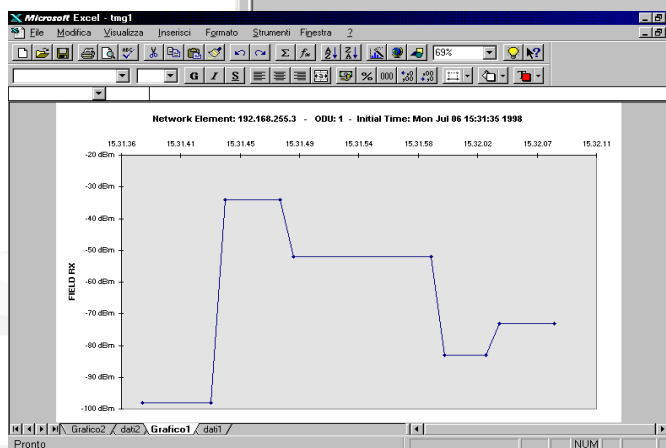 Microsoft Excel - tmg1
File Modifica Visualizza Inserisci Formato Strumenti Finestra ?
69%
G I S % 000
Network Element: 192.168.255.3 - ODU: 1 - Initial Time: Mon Jul 06 15:31:35 1998
15.31.36 15.31.41 15.31.45 15.31.49 15.31.54 15.31.58 15.32.02 15.32.07 15.32.11
-20 dBm
-30 dBm
-40 dBm
-50 dBm
-60 dBm
-70 dBm
-80 dBm
-90 dBm
-100 dBm
FIELD RX
Grafico2 dati2 Grafico1 dati1
Pronto NUM